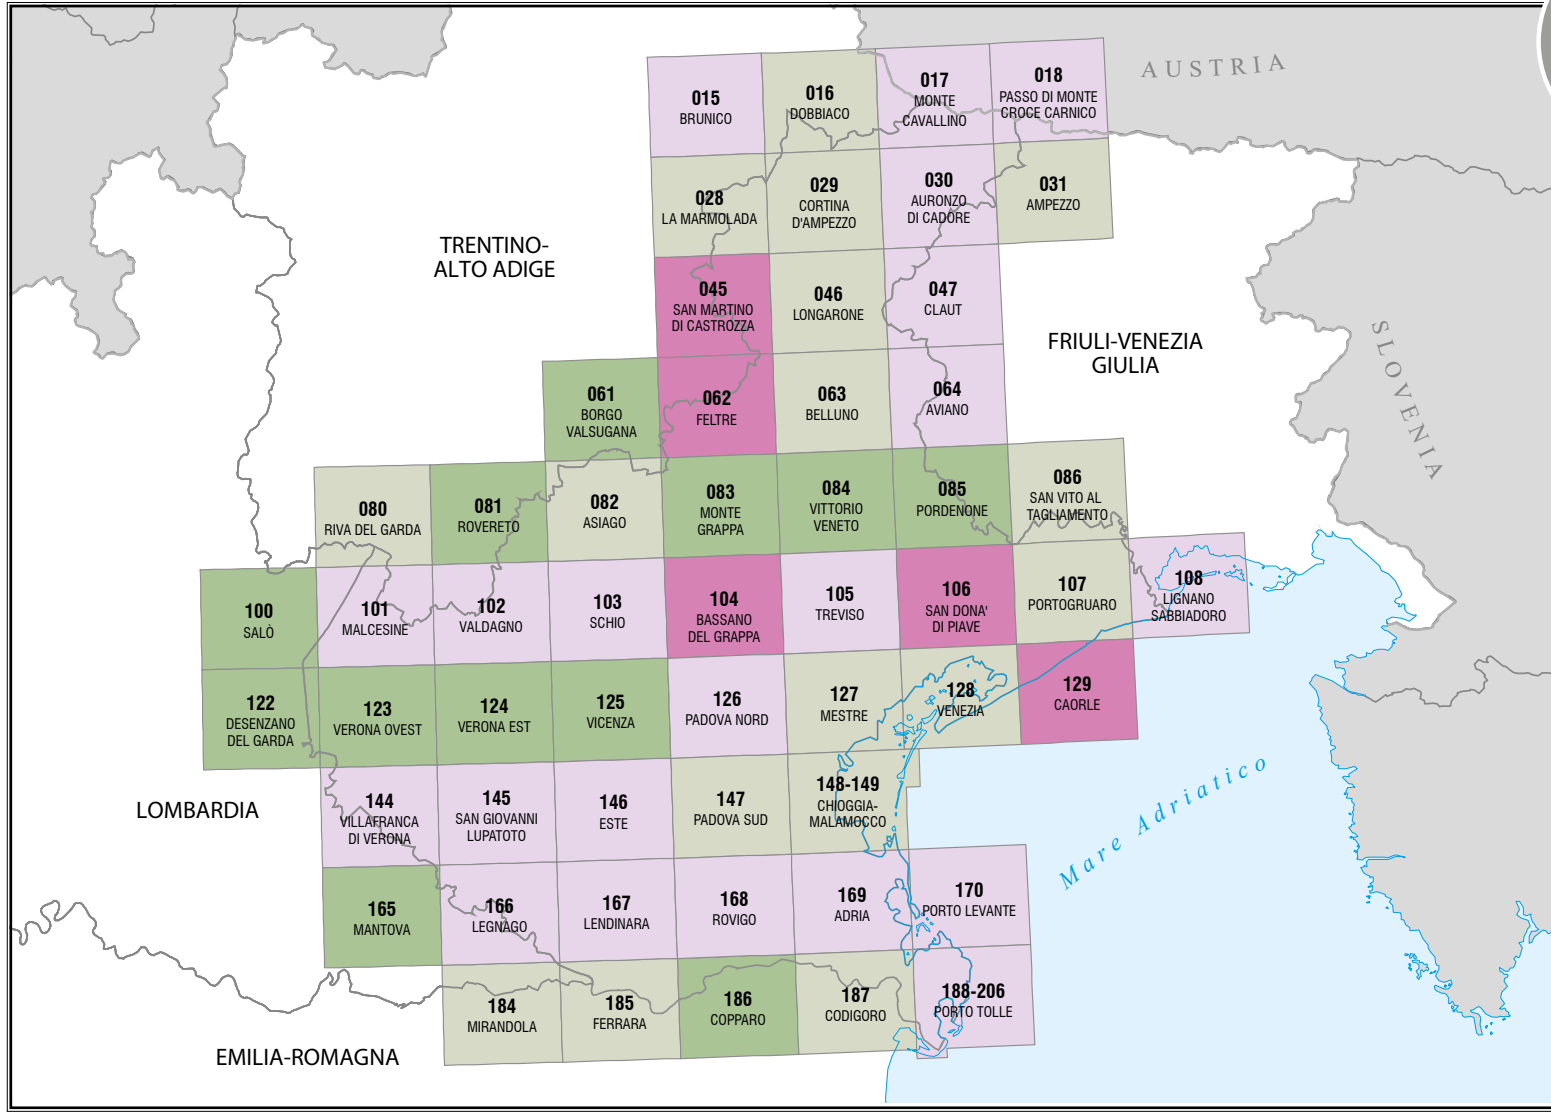 AUSTRIA
015
BRUNICO
016
DOBBIACO
017
MONTE
CAVALLINO
018
PASSO DI MONTE
CROCE CARNICO
028
LA MARMOLADA
029
CORTINA
D'AMPEZZO
030
AURONZO
DI CADORE
031
AMPEZZO
TRENTINO-
ALTO ADIGE
045
SAN MARTINO
DI CASTROZZA
046
LONGARONE
047
CLAUT
FRIULI-VENEZIA
GIULIA
SLOVENIA
061
BORGO
VALSUGANA
062
FELTRE
063
BELLUNO
064
AVIANO
080
RIVA DEL GARDA
081
ROVERETO
082
ASIAGO
083
MONTE
GRAPPA
084
VITTORIO
VENETO
085
PORDENONE
086
SAN VITO AL
TAGLIAMENTO
100
SALÒ
101
MALCESINE
102
VALDAGNO
103
SCHIO
104
BASSANO
DEL GRAPPA
105
TREVISO
106
SAN DONA'
DI PIAVE
107
PORTOGRUARO
108
LIGNANO
SABBIADORO
122
DESENZANO
DEL GARDA
123
VERONA OVEST
124
VERONA EST
125
VICENZA
126
PADOVA NORD
127
MESTRE
128
VENEZIA
129
CAORLE
LOMBARDIA
144
VILLAFRANCA
DI VERONA
145
SAN GIOVANNI
LUPATOTO
146
ESTE
147
PADOVA SUD
148-149
CHIOGGIA-
MALAMOCCO
Mare Adriatico
165
MANTOVA
166
LEGNAGO
167
LENDINARA
168
ROVIGO
169
ADRIA
170
PORTO LEVANTE
184
MIRANDOLA
185
FERRARA
186
COPPARO
187
CODIGORO
188-206
PORTO TOLLE
EMILIA-ROMAGNA